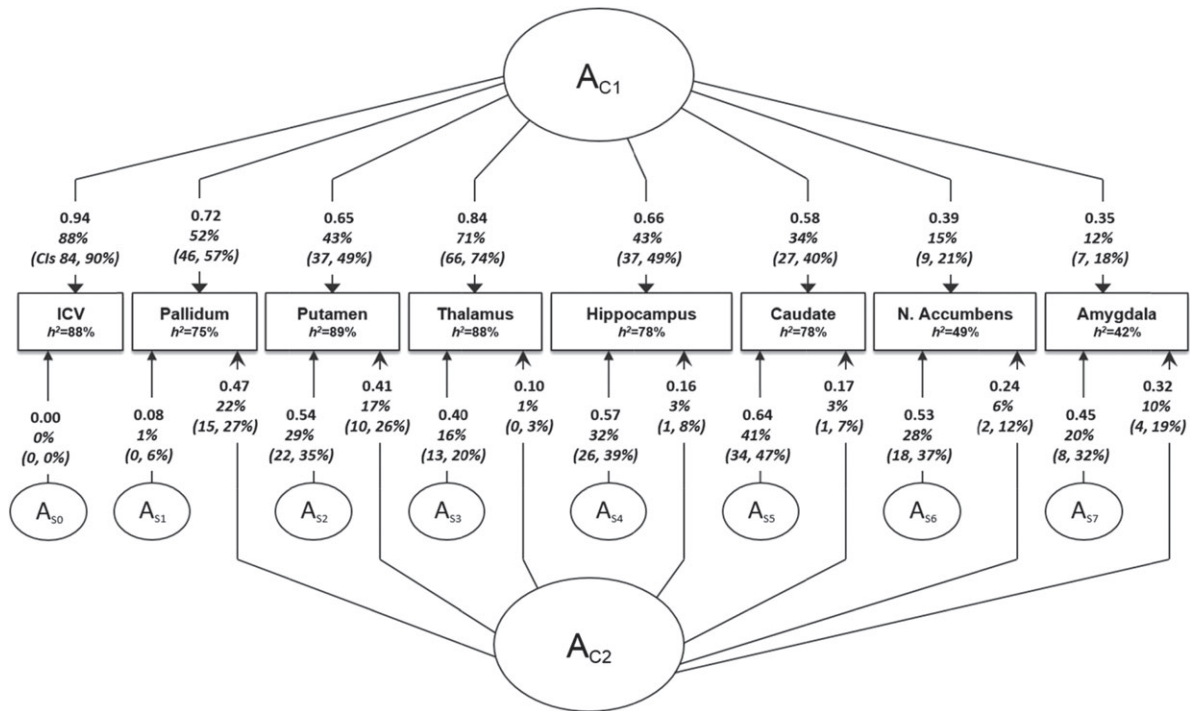 A_C1
0.94
88%
(CIs 84, 90%)
0.72
52%
(46, 57%)
0.65
43%
(37, 49%)
0.84
71%
(66, 74%)
0.66
43%
(37, 49%)
0.58
34%
(27, 40%)
0.39
15%
(9, 21%)
0.35
12%
(7, 18%)
ICV
h²=88%
Pallidum
h²=75%
Putamen
h²=89%
Thalamus
h²=88%
Hippocampus
h²=78%
Caudate
h²=78%
N. Accumbens
h²=49%
Amygdala
h²=42%
0.00
0%
(0, 0%)
0.08
1%
(0, 6%)
0.47
22%
(15, 27%)
0.54
29%
(22, 35%)
0.41
17%
(10, 26%)
0.40
16%
(13, 20%)
0.10
1%
(0, 3%)
0.57
32%
(26, 39%)
0.16
3%
(1, 8%)
0.64
41%
(34, 47%)
0.17
3%
(1, 7%)
0.53
28%
(18, 37%)
0.24
6%
(2, 12%)
0.45
20%
(8, 32%)
0.32
10%
(4, 19%)
A_S0
A_S1
A_S2
A_S3
A_S4
A_S5
A_S6
A_S7
A_C2